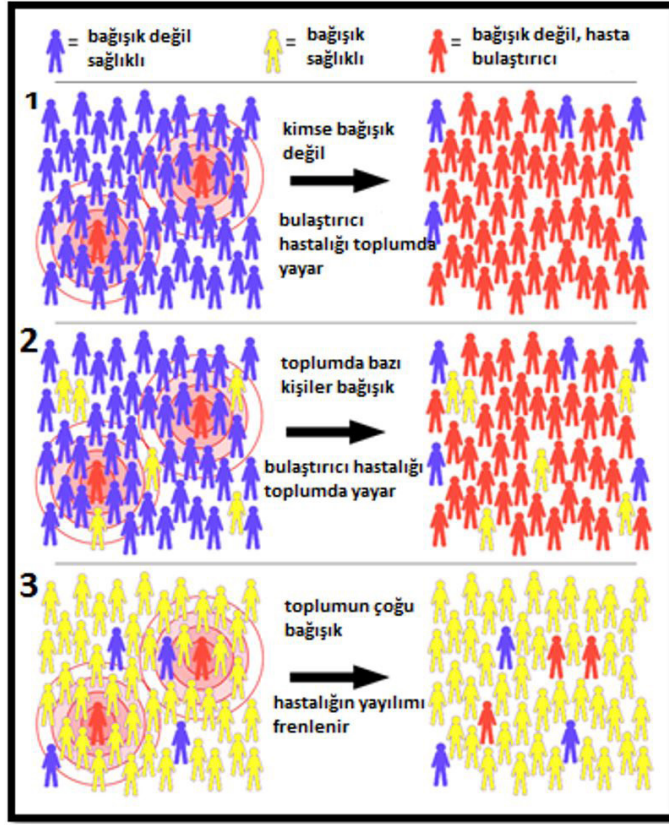 = bağışık değil
sağlıklı
= bağışık
sağlıklı
= bağışık değil, hasta
bulaştırıcı
1
kimse bağışık
değil
bulaştırıcı
hastalığı toplumda
yayar
2
toplumda bazı
kişiler bağışık
bulaştırıcı hastalığı
toplumda yayar
3
toplumun çoğu
bağışık
hastalığın yayılımı
frenlenir